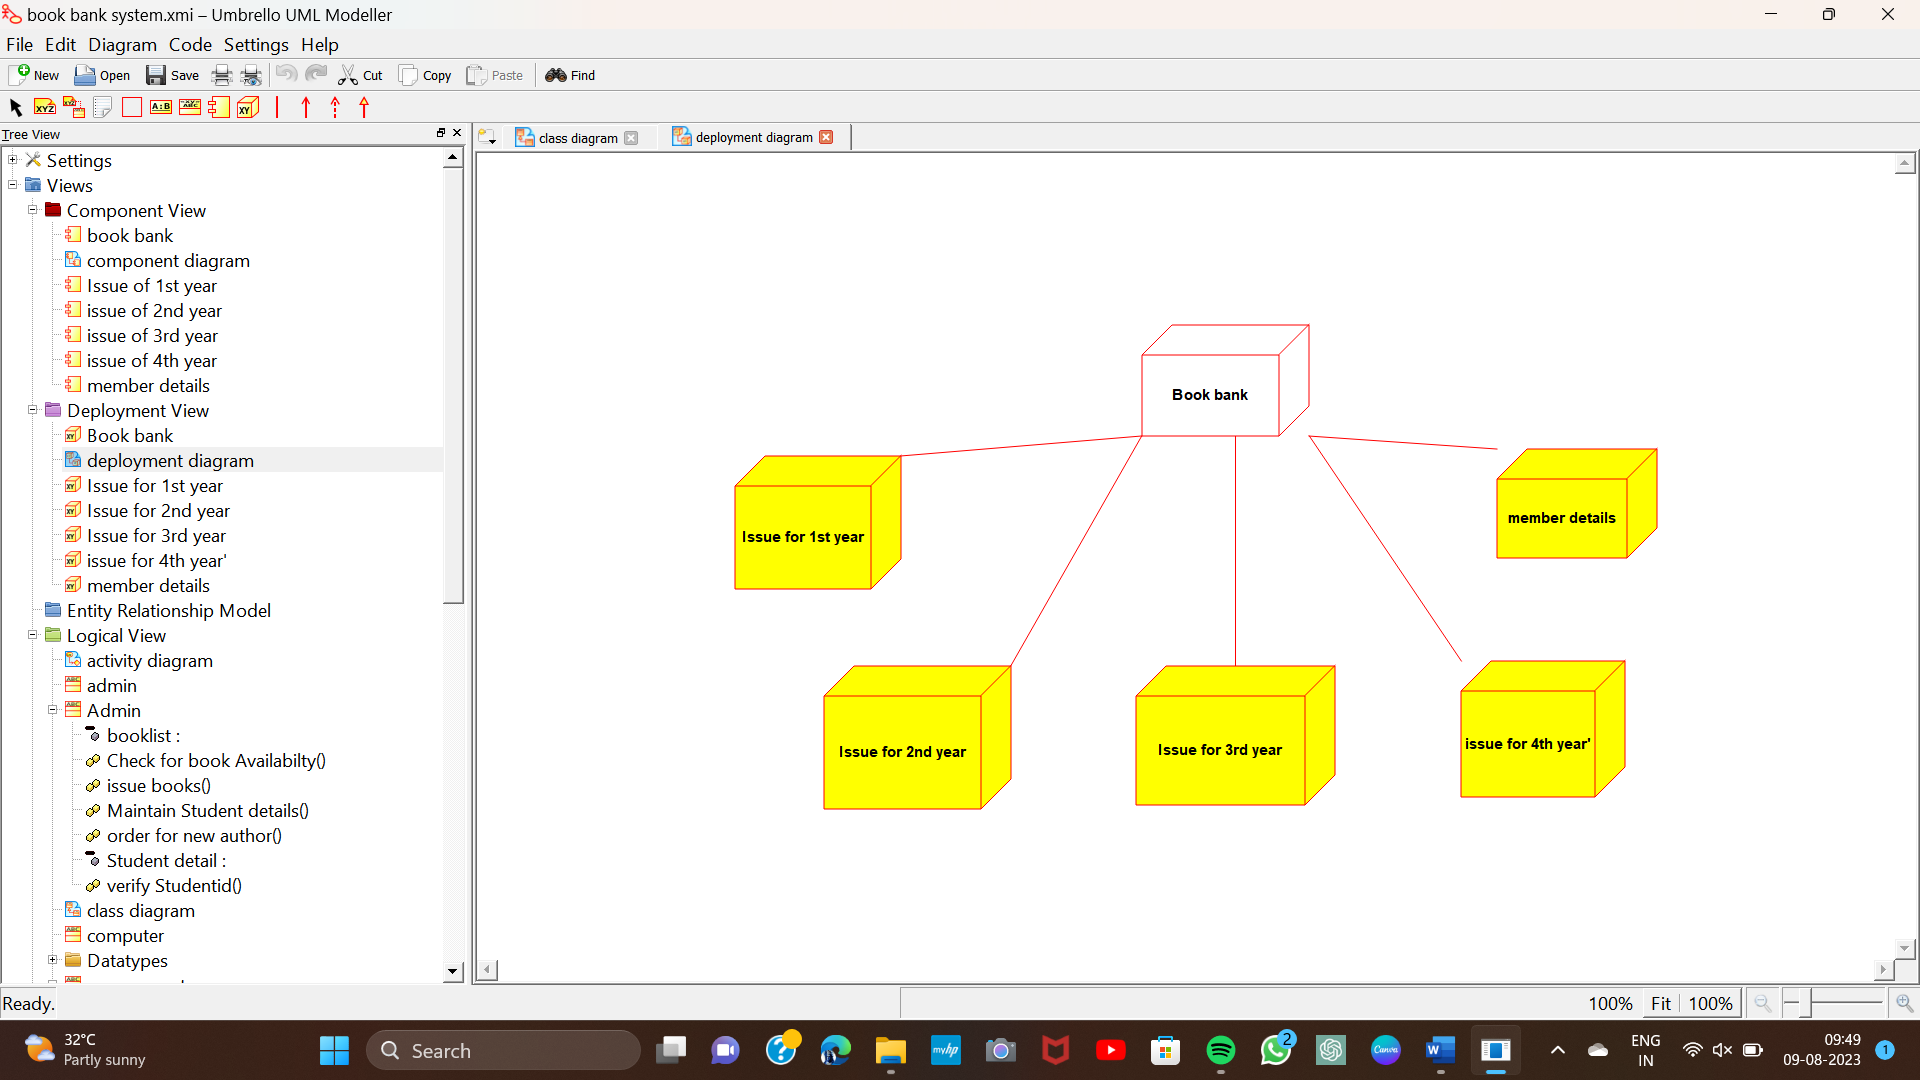 book bank system.xmi – Umbrello UML Modeller
File Edit Diagram Code Settings Help
New Open Save Cut Copy Paste Find
Tree View
class diagram
deployment diagram
Settings
Views
Component View
book bank
component diagram
Issue of 1st year
issue of 2nd year
issue of 3rd year
issue of 4th year
member details
Deployment View
Book bank
deployment diagram
Issue for 1st year
Issue for 2nd year
Issue for 3rd year
issue for 4th year'
member details
Entity Relationship Model
Logical View
activity diagram
admin
Admin
booklist :
Check for book Availabilty()
issue books()
Maintain Student details()
order for new author()
Student detail :
verify Studentid()
class diagram
computer
Datatypes
Book bank
Issue for 1st year
member details
Issue for 2nd year
Issue for 3rd year
issue for 4th year'
Ready.
100% Fit 100%
32°C
Partly sunny
Search
myhp
Canva
2
ENG
IN
09:49
09-08-2023
1